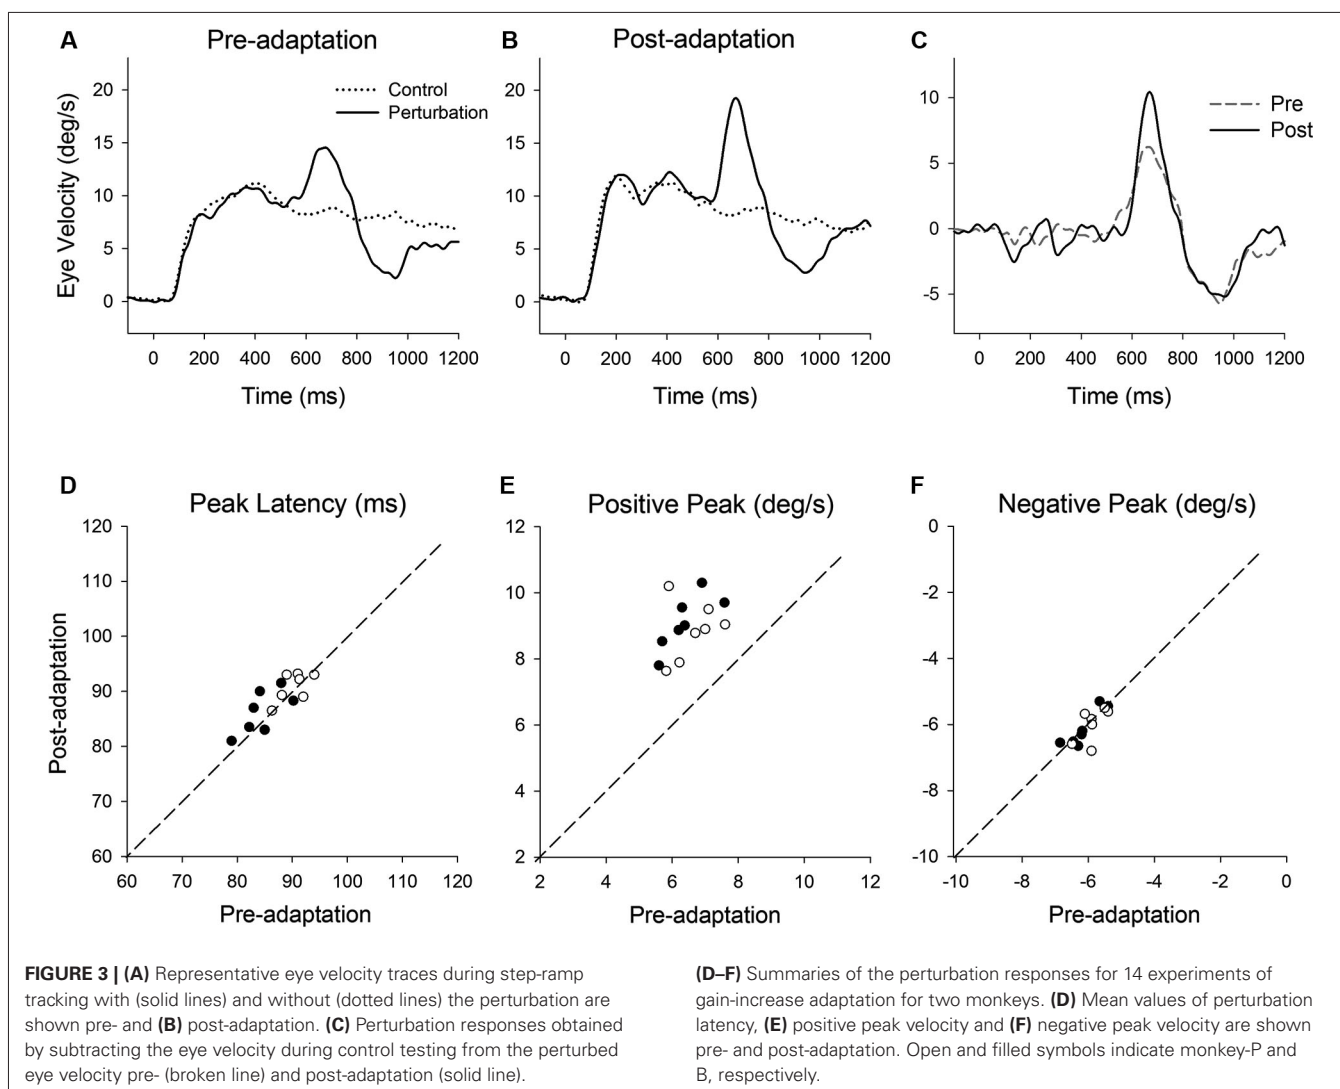 A
Pre-adaptation
B
Post-adaptation
C
Eye Velocity (deg/s)
20
15
10
5
0
Control
Perturbation
0 200 400 600 800 1000 1200
Time (ms)
20
15
10
5
0
0 200 400 600 800 1000 1200
Time (ms)
10
5
0
-5
Pre
Post
0 200 400 600 800 1000 1200
Time (ms)
D
Peak Latency (ms)
Post-adaptation
120
110
100
90
80
70
60
60 70 80 90 100 110 120
Pre-adaptation
E
Positive Peak (deg/s)
12
10
8
6
4
2
2 4 6 8 10 12
Pre-adaptation
F
Negative Peak (deg/s)
0
-2
-4
-6
-8
-10
-10 -8 -6 -4 -2 0
Pre-adaptation
FIGURE 3 | (A) Representative eye velocity traces during step-ramp
tracking with (solid lines) and without (dotted lines) the perturbation are
shown pre- and (B) post-adaptation. (C) Perturbation responses obtained
by subtracting the eye velocity during control testing from the perturbed
eye velocity pre- (broken line) and post-adaptation (solid line).
(D–F) Summaries of the perturbation responses for 14 experiments of
gain-increase adaptation for two monkeys. (D) Mean values of perturbation
latency, (E) positive peak velocity and (F) negative peak velocity are shown
pre- and post-adaptation. Open and filled symbols indicate monkey-P and
B, respectively.